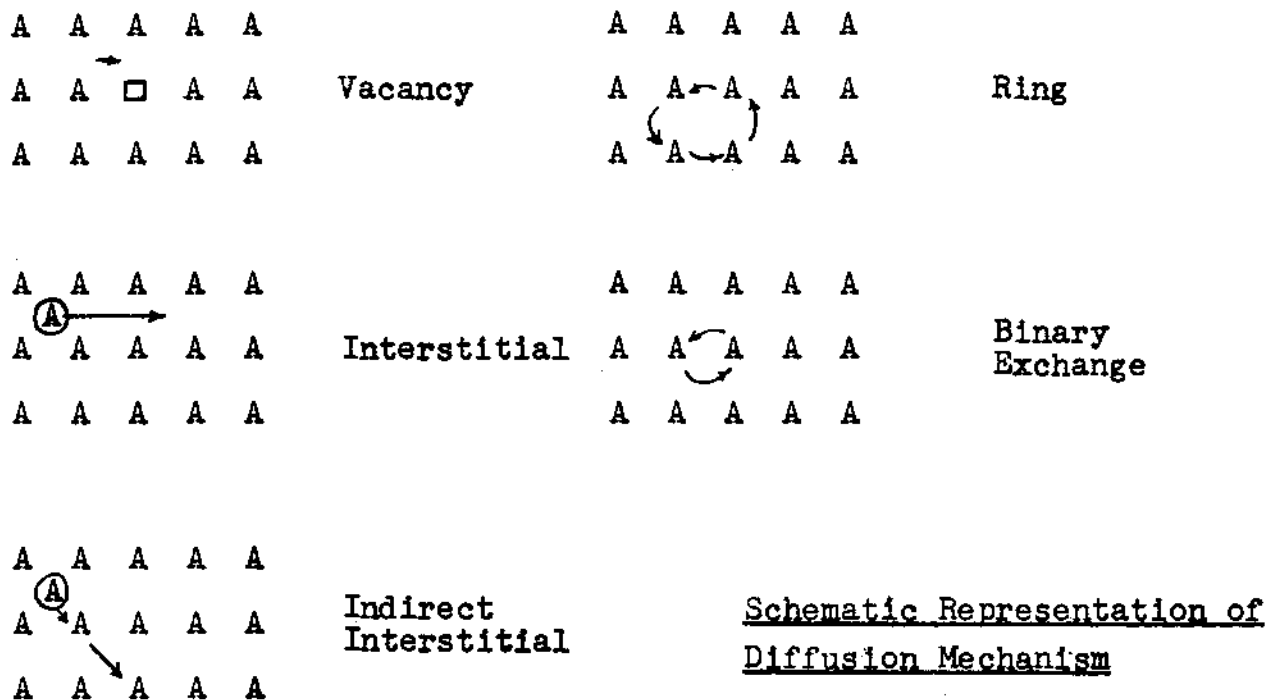 A A A A A
A A □ A A
A A A A A
Vacancy
A A A A A
A A A A A
A A A A A
Ring
A A A A A
A
A A A A A
A A A A A
Interstitial
A A A A A
A A A A A
A A A A A
Binary
Exchange
A A A A A
A
A A A A A
A A A A A
Indirect
Interstitial
Schematic Representation of
Diffusion Mechanism